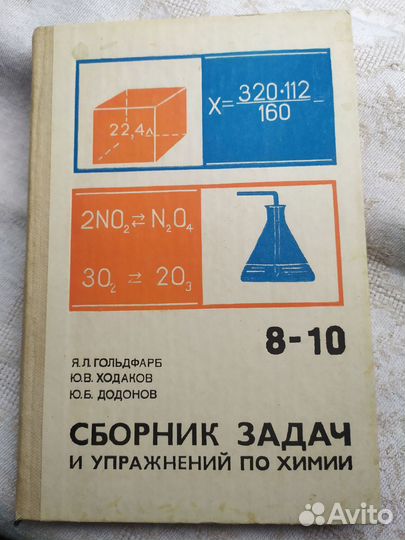 22,4л
X=320·112/160−
2NO₂⇄N₂O₄
3O₂ ⇄ 2O₃
8-10
Я.Л. ГОЛЬДФАРБ
Ю.В. ХОДАКОВ
Ю.Б. ДОДОНОВ
СБОРНИК ЗАДАЧ
И УПРАЖНЕНИЙ ПО ХИМИИ
Avito